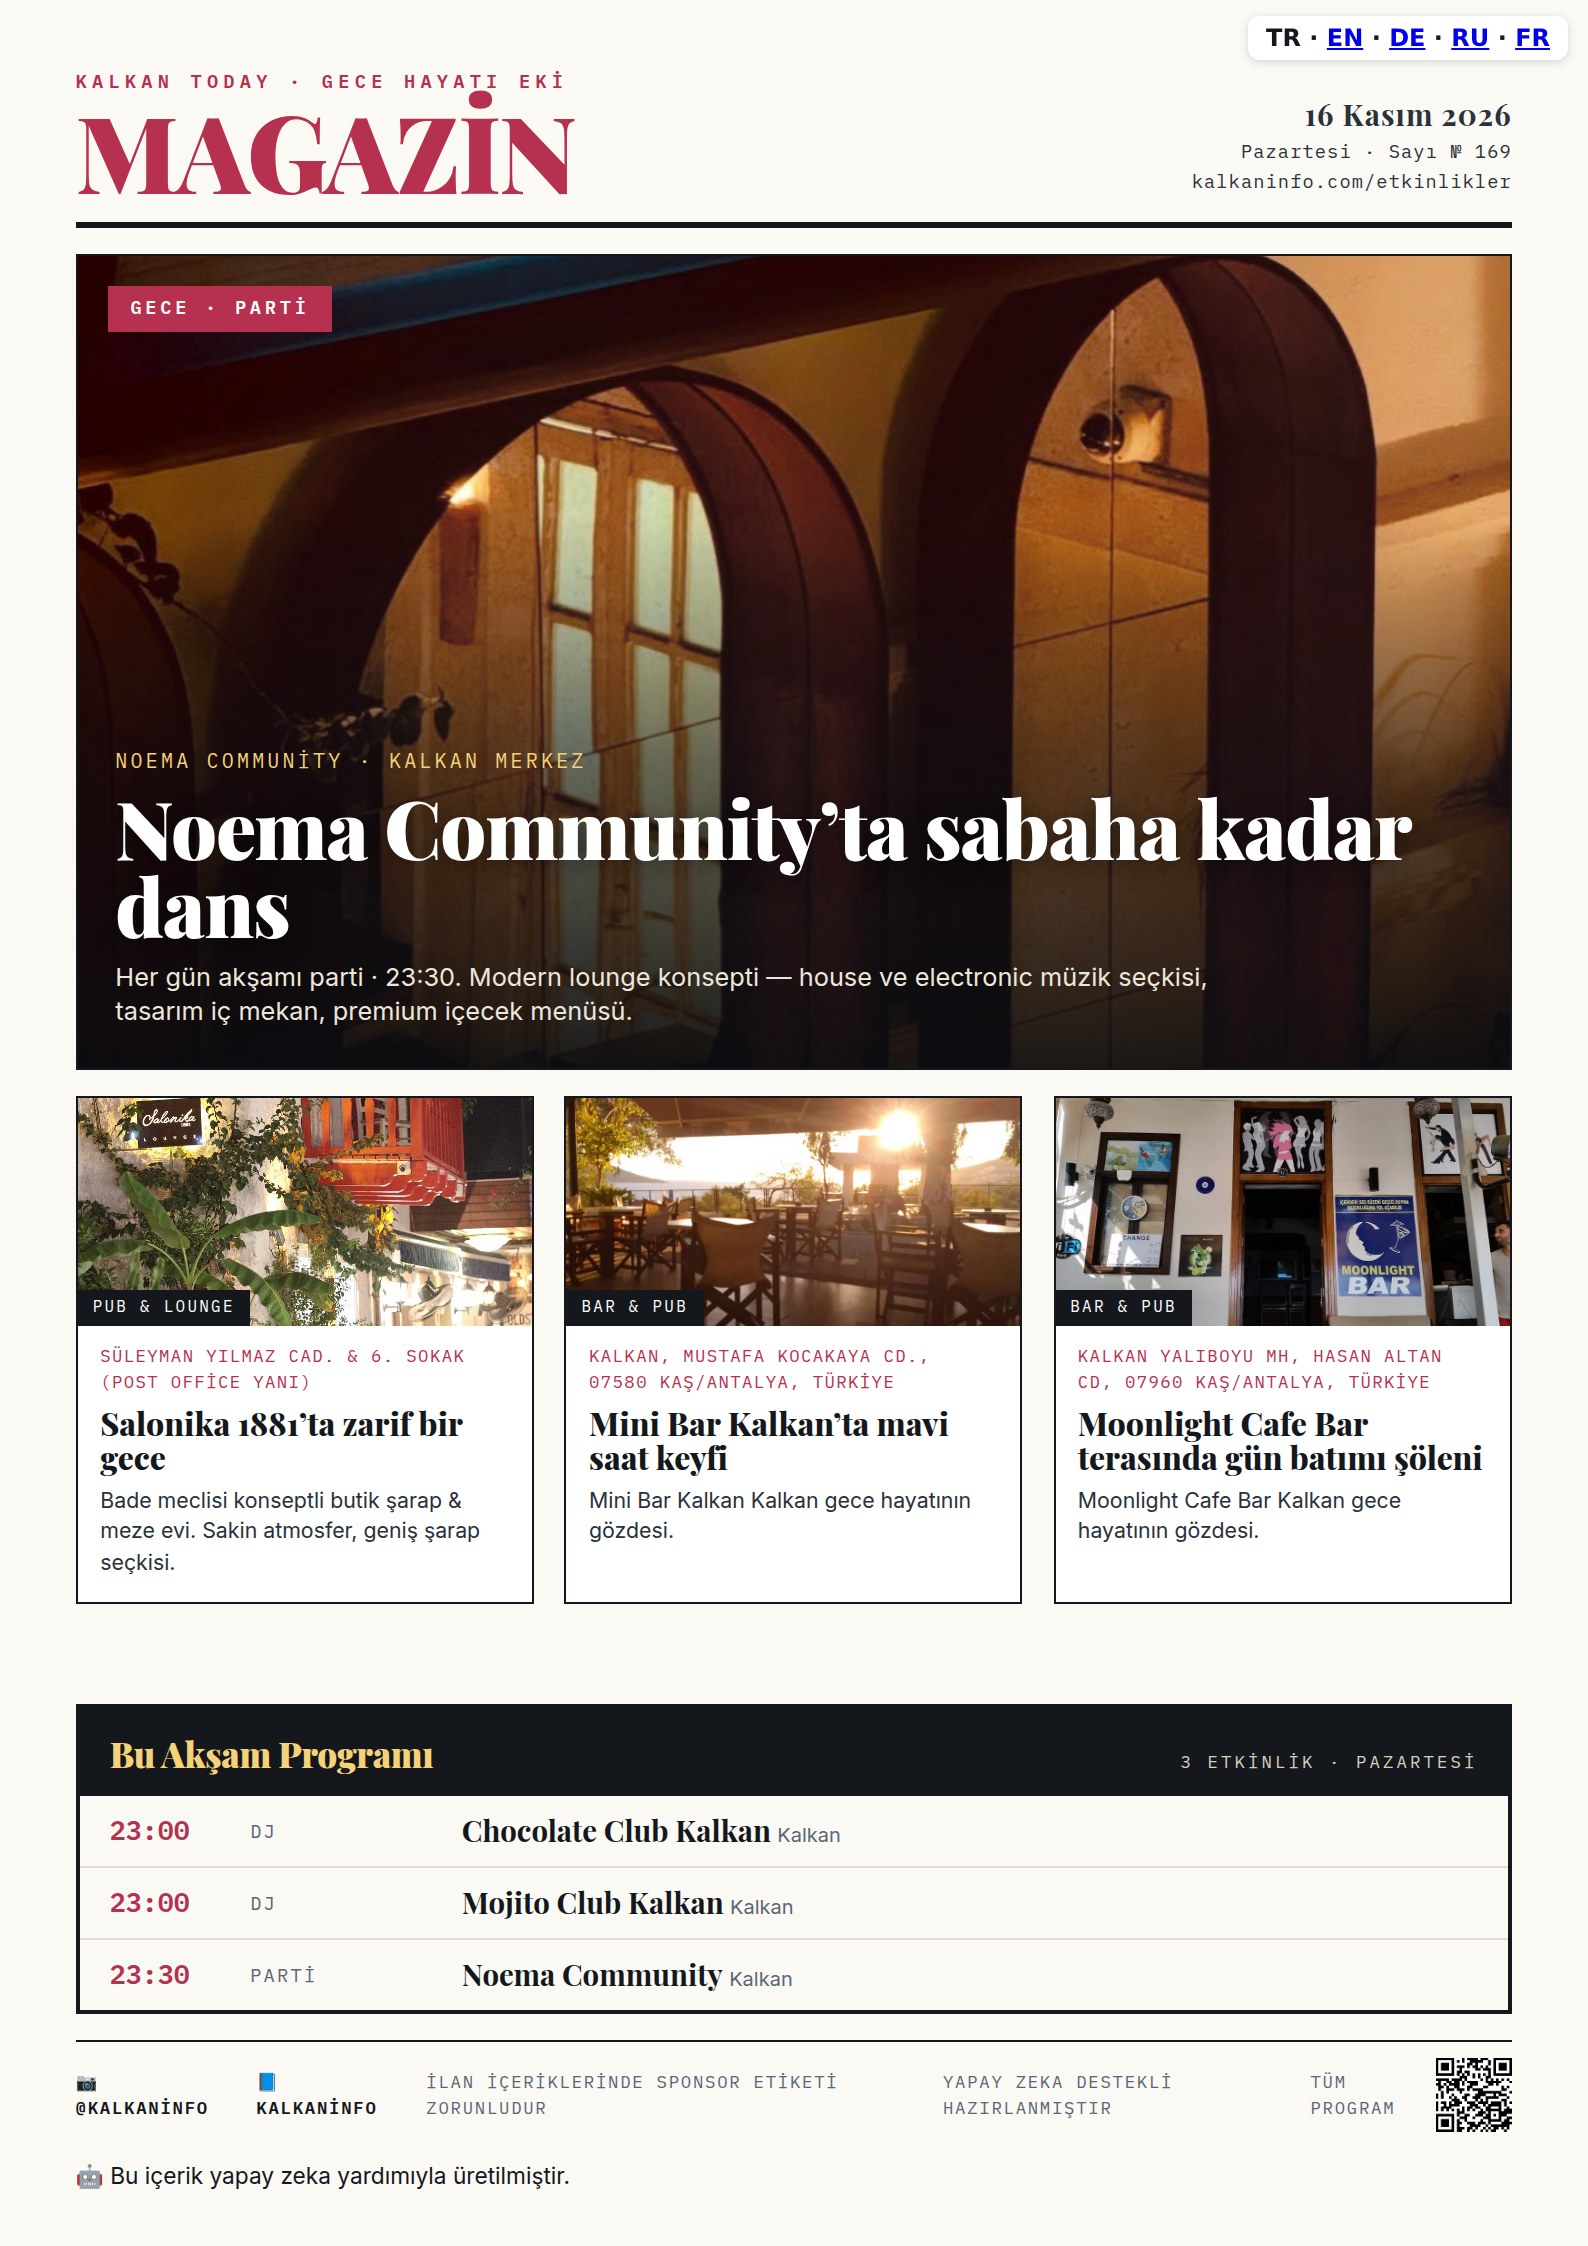 TR · EN · DE · RU · FR
KALKAN TODAY · GECE HAYATI EKİ
MAGAZİN
16 Kasım 2026
Pazartesi · Sayı № 169
kalkaninfo.com/etkinlikler
GECE · PARTİ
NOEMA COMMUNİTY · KALKAN MERKEZ
Noema Community’ta sabaha kadar
dans
Her gün akşamı parti · 23:30. Modern lounge konsepti — house ve electronic müzik seçkisi,
tasarım iç mekan, premium içecek menüsü.
Salonika
LOUNGE
PUB & LOUNGE
SÜLEYMAN YILMAZ CAD. & 6. SOKAK
(POST OFFİCE YANI)
Salonika 1881’ta zarif bir
gece
Bade meclisi konseptli butik şarap &
meze evi. Sakin atmosfer, geniş şarap
seçkisi.
BAR & PUB
KALKAN, MUSTAFA KOCAKAYA CD.,
07580 KAŞ/ANTALYA, TÜRKİYE
Mini Bar Kalkan’ta mavi
saat keyfi
Mini Bar Kalkan Kalkan gece hayatının
gözdesi.
CHANGE
MOONLIGHT
BAR
BAR & PUB
KALKAN YALIBOYU MH, HASAN ALTAN
CD, 07960 KAŞ/ANTALYA, TÜRKİYE
Moonlight Cafe Bar
terasında gün batımı şöleni
Moonlight Cafe Bar Kalkan gece
hayatının gözdesi.
Bu Akşam Programı
3 ETKİNLİK · PAZARTESİ
23:00 DJ Chocolate Club Kalkan Kalkan
23:00 DJ Mojito Club Kalkan Kalkan
23:30 PARTİ Noema Community Kalkan
@KALKANİNFO
KALKANİNFO
İLAN İÇERİKLERİNDE SPONSOR ETİKETİ
ZORUNLUDUR
YAPAY ZEKA DESTEKLİ
HAZIRLANMIŞTIR
TÜM
PROGRAM
Bu içerik yapay zeka yardımıyla üretilmiştir.